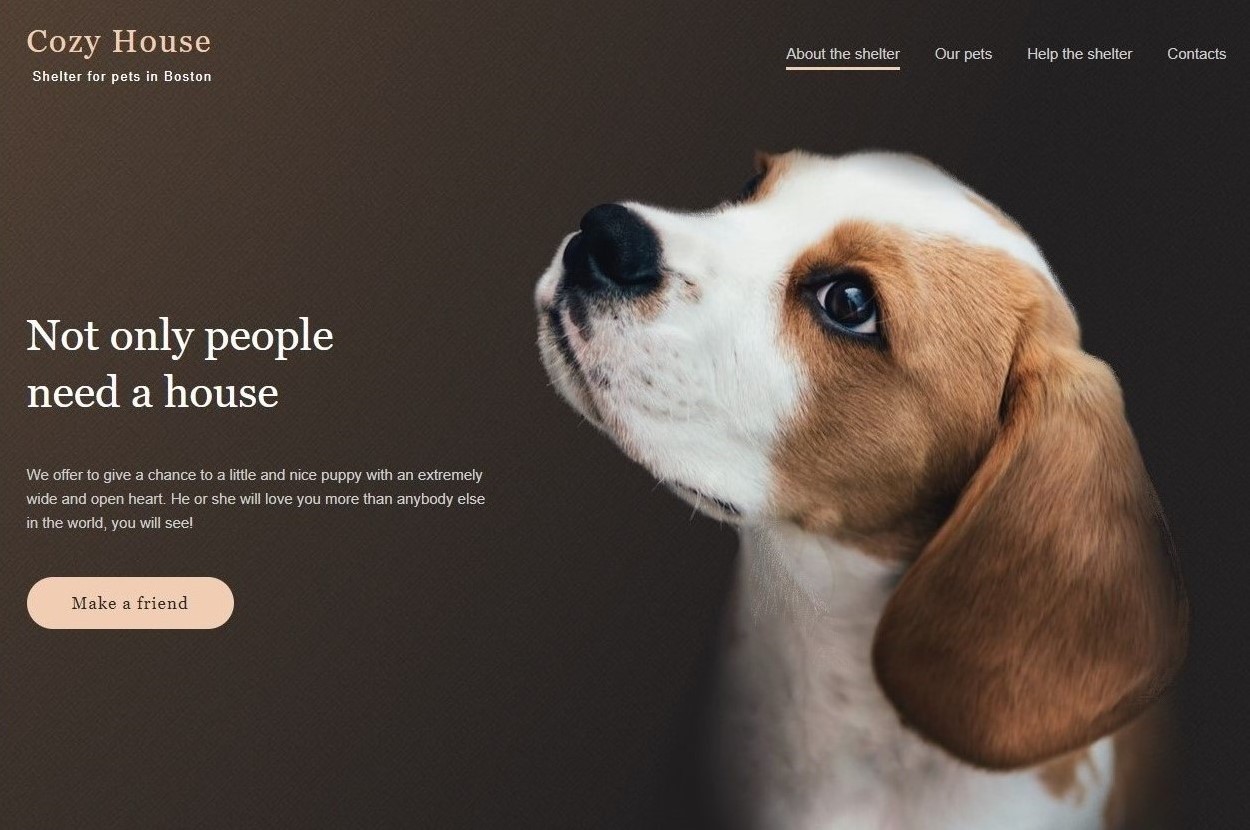 Cozy House
Shelter for pets in Boston
About the shelter
Our pets
Help the shelter
Contacts
Not only people
need a house
We offer to give a chance to a little and nice puppy with an extremely
wide and open heart. He or she will love you more than anybody else
in the world, you will see!
Make a friend